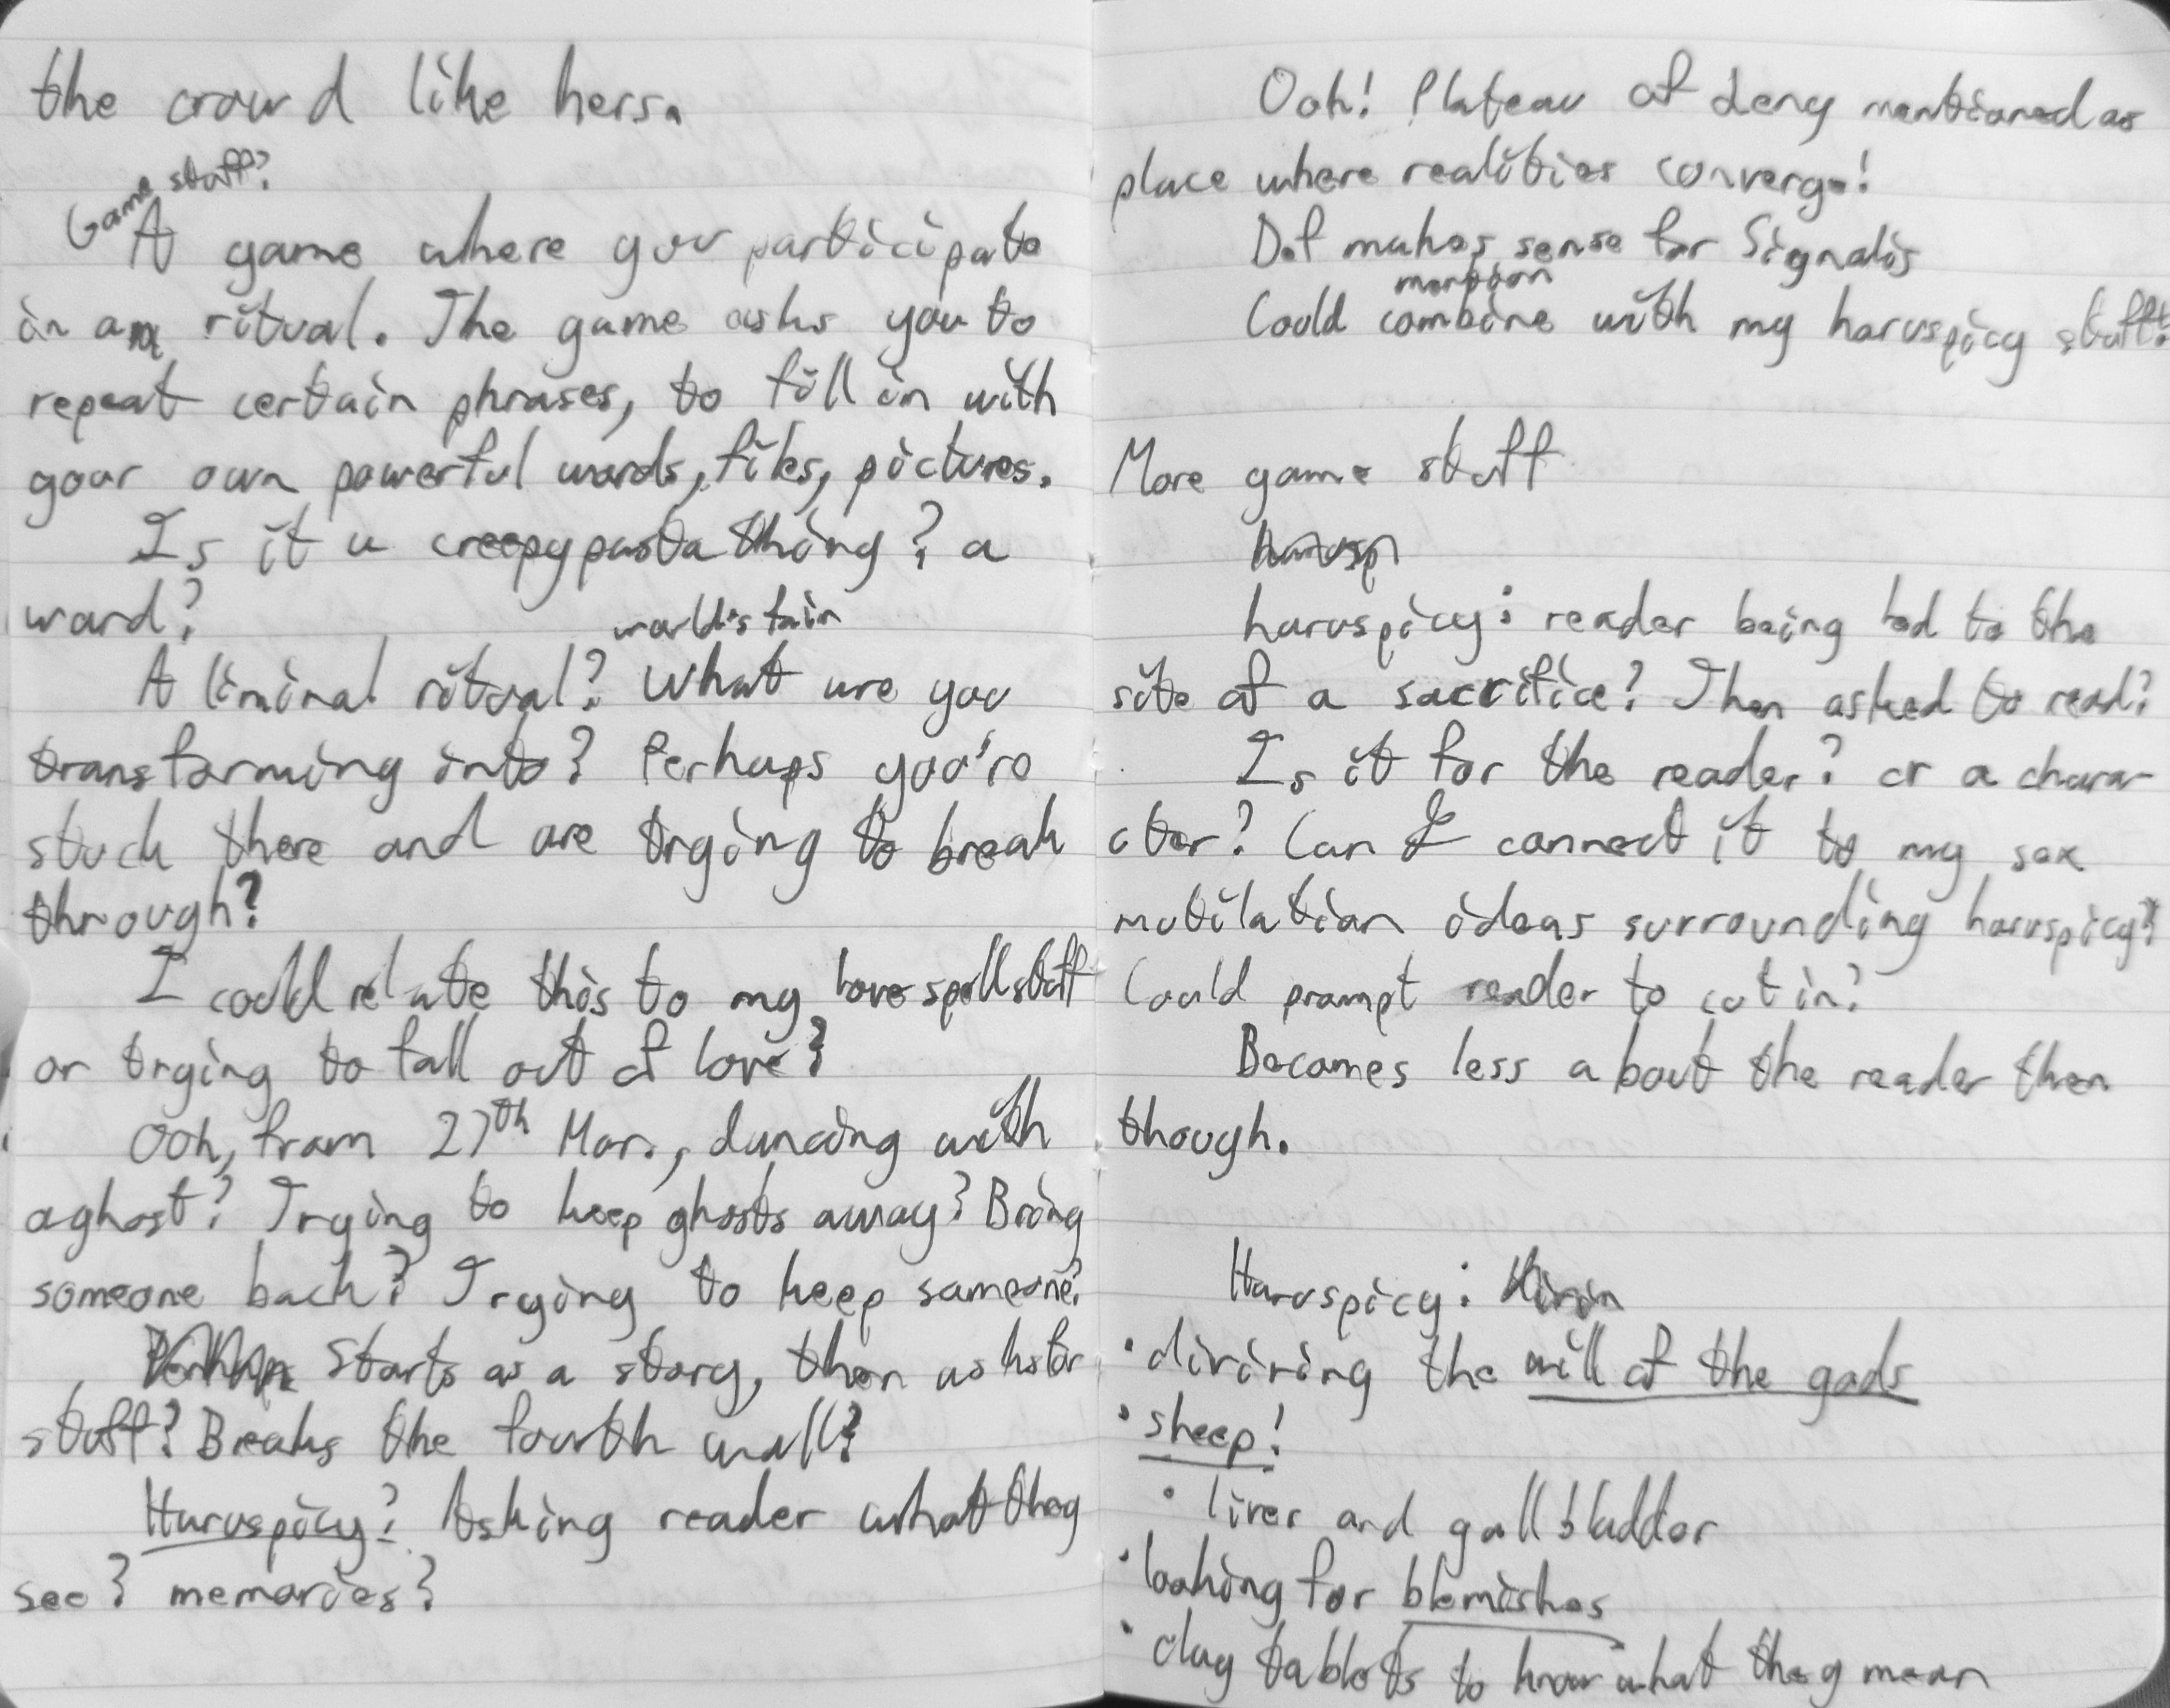 the crowd like hers.
Game stuff?
A game where you participate
in a ritual. The game asks you to
repeat certain phrases, to fill in with
your own powerful words, files, pictures.
Is it a creepypasta thing? a
ward?
worldstain
A liminal ritual? What are you
transforming into? Perhaps you're
stuck there and are trying to break
through?
I could relate this to my love spell stuff
or trying to fall out of love?
Ooh, from 27th Mar., dancing with
a ghost? Trying to keep ghosts away? Bring
someone back? Trying to keep someone?
Starts as a story, then asks for
stuff? Breaks the fourth wall?
Haruspicy? Asking reader what they
see? memories?
Ooh! Plateau of Leng mentioned as
place where realities converge!
Def makes sense for Signalis
mention
Could combine with my haruspicy stuff?
More game stuff
harusp
haruspicy: reader being led to the
site of a sacrifice? Then asked to read?
Is it for the reader? or a chara-
cter? Can I connect it to my sex
mutilation ideas surrounding haruspicy?
Could prompt reader to cut in?
Becomes less about the reader then
though.
Haruspicy:
· divining the will of the gods
· sheep!
· liver and gallbladder
· looking for blemishes
· clay tablets to know what they mean